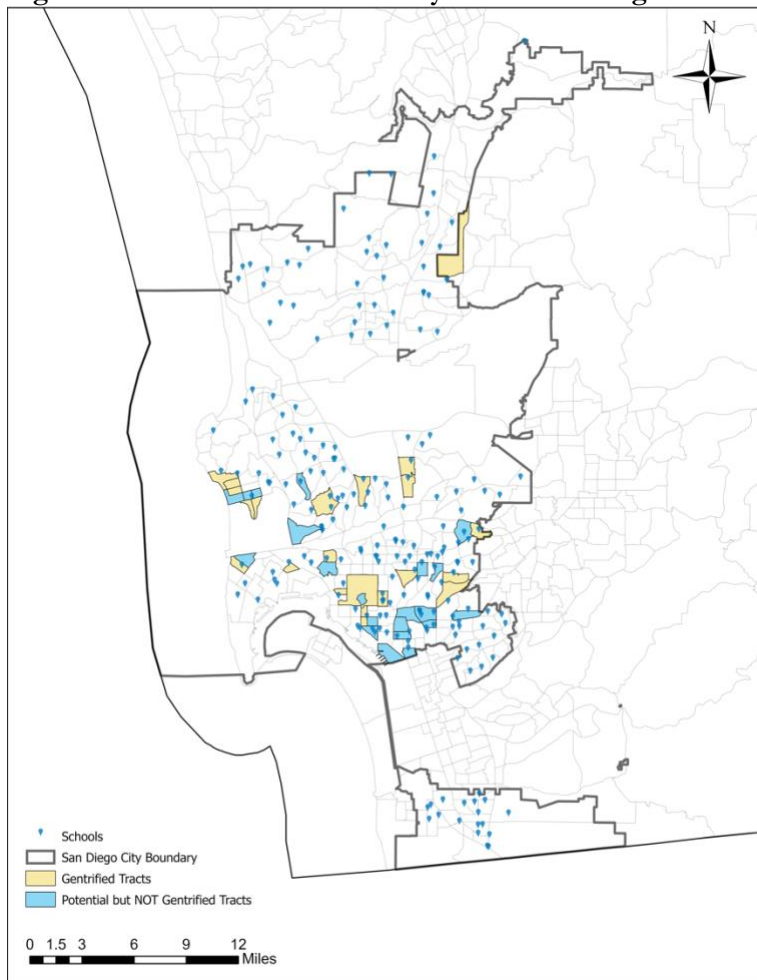 N
Schools
San Diego City Boundary
Gentrified Tracts
Potential but NOT Gentrified Tracts
0 1.5 3 6 9 12
Miles